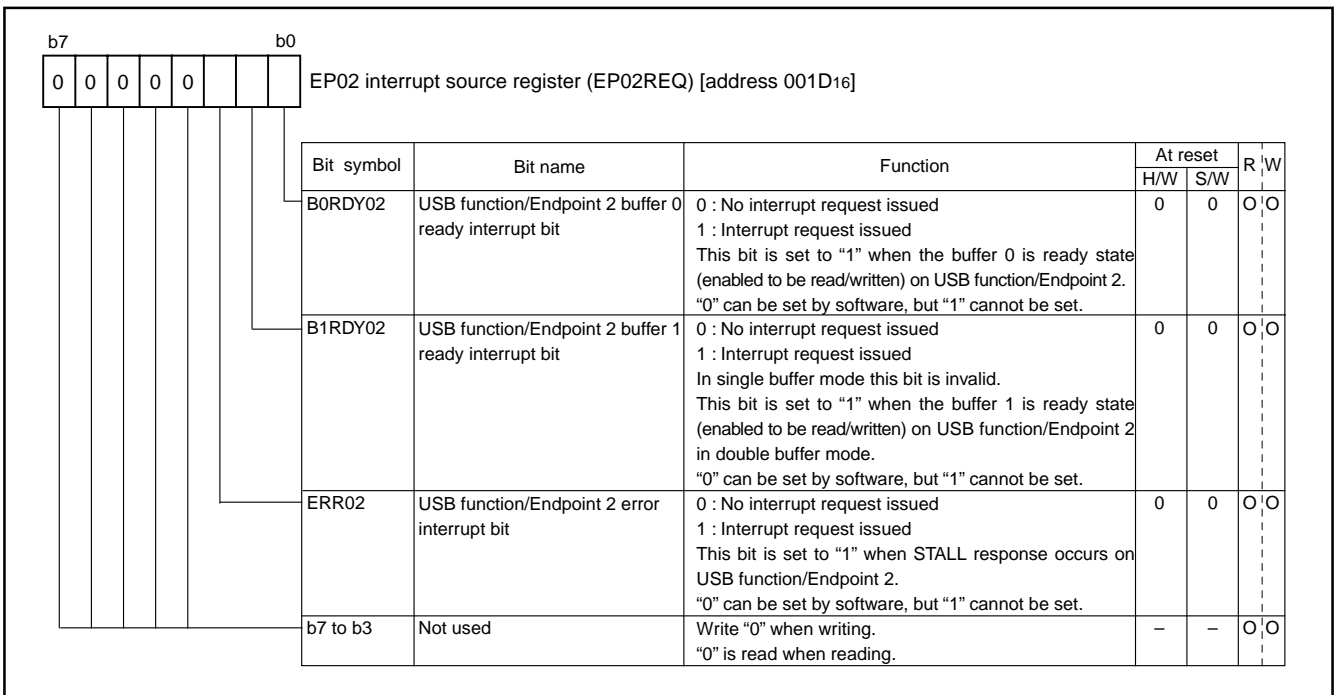 b7 b0
0 0 0 0 0 EP02 interrupt source register (EP02REQ) [address 001D16]
Bit symbol Bit name Function At reset R W
H/W S/W
B0RDY02 USB function/Endpoint 2 buffer 0 0 : No interrupt request issued 0 0 O O
ready interrupt bit 1 : Interrupt request issued
This bit is set to “1” when the buffer 0 is ready state
(enabled to be read/written) on USB function/Endpoint 2.
“0” can be set by software, but “1” cannot be set.
B1RDY02 USB function/Endpoint 2 buffer 1 0 : No interrupt request issued 0 0 O O
ready interrupt bit 1 : Interrupt request issued
In single buffer mode this bit is invalid.
This bit is set to “1” when the buffer 1 is ready state
(enabled to be read/written) on USB function/Endpoint 2
in double buffer mode.
“0” can be set by software, but “1” cannot be set.
ERR02 USB function/Endpoint 2 error 0 : No interrupt request issued 0 0 O O
interrupt bit 1 : Interrupt request issued
This bit is set to “1” when STALL response occurs on
USB function/Endpoint 2.
“0” can be set by software, but “1” cannot be set.
b7 to b3 Not used Write “0” when writing. – – O O
“0” is read when reading.